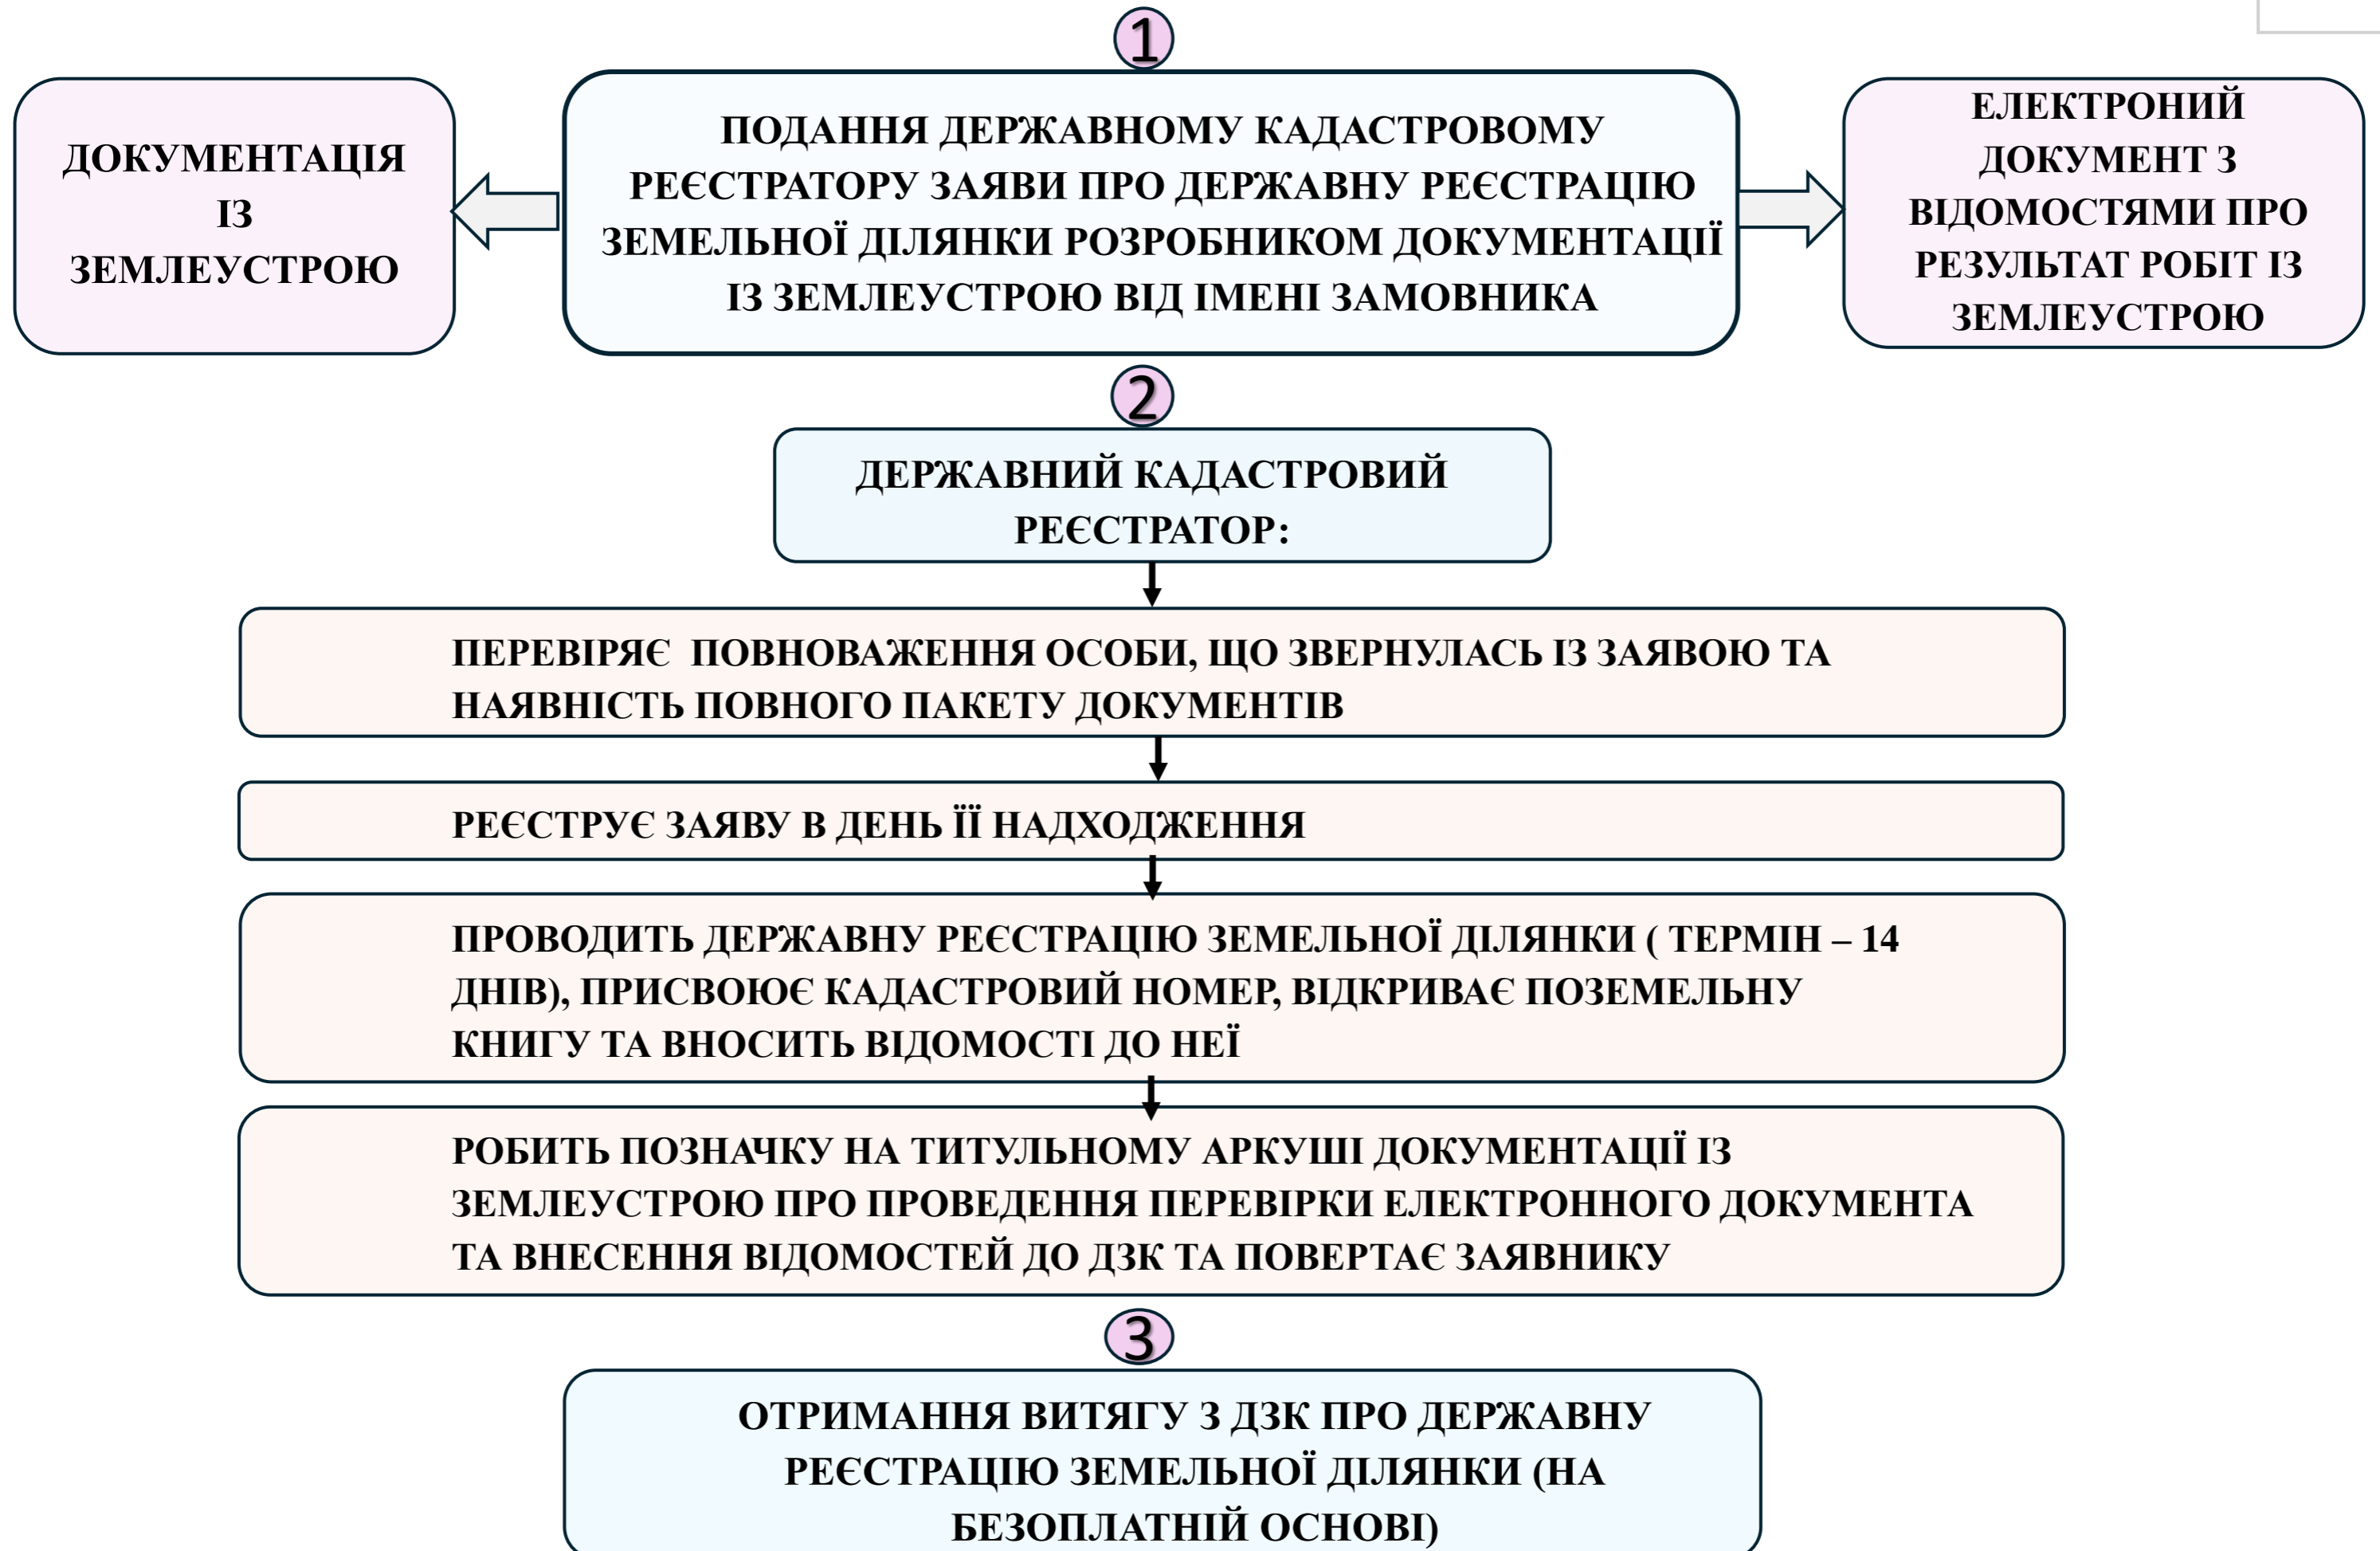 1
ДОКУМЕНТАЦІЯ
ІЗ
ЗЕМЛЕУСТРОЮ
ПОДАННЯ ДЕРЖАВНОМУ КАДАСТРОВОМУ
РЕЄСТРАТОРУ ЗАЯВИ ПРО ДЕРЖАВНУ РЕЄСТРАЦІЮ
ЗЕМЕЛЬНОЇ ДІЛЯНКИ РОЗРОБНИКОМ ДОКУМЕНТАЦІЇ
ІЗ ЗЕМЛЕУСТРОЮ ВІД ІМЕНІ ЗАМОВНИКА
ЕЛЕКТРОНИЙ
ДОКУМЕНТ З
ВІДОМОСТЯМИ ПРО
РЕЗУЛЬТАТ РОБІТ ІЗ
ЗЕМЛЕУСТРОЮ
2
ДЕРЖАВНИЙ КАДАСТРОВИЙ
РЕЄСТРАТОР:
ПЕРЕВІРЯЄ ПОВНОВАЖЕННЯ ОСОБИ, ЩО ЗВЕРНУЛАСЬ ІЗ ЗАЯВОЮ ТА
НАЯВНІСТЬ ПОВНОГО ПАКЕТУ ДОКУМЕНТІВ
РЕЄСТРУЄ ЗАЯВУ В ДЕНЬ ЇЇ НАДХОДЖЕННЯ
ПРОВОДИТЬ ДЕРЖАВНУ РЕЄСТРАЦІЮ ЗЕМЕЛЬНОЇ ДІЛЯНКИ ( ТЕРМІН – 14
ДНІВ), ПРИСВОЮЄ КАДАСТРОВИЙ НОМЕР, ВІДКРИВАЄ ПОЗЕМЕЛЬНУ
КНИГУ ТА ВНОСИТЬ ВІДОМОСТІ ДО НЕЇ
РОБИТЬ ПОЗНАЧКУ НА ТИТУЛЬНОМУ АРКУШІ ДОКУМЕНТАЦІЇ ІЗ
ЗЕМЛЕУСТРОЮ ПРО ПРОВЕДЕННЯ ПЕРЕВІРКИ ЕЛЕКТРОННОГО ДОКУМЕНТА
ТА ВНЕСЕННЯ ВІДОМОСТЕЙ ДО ДЗК ТА ПОВЕРТАЄ ЗАЯВНИКУ
3
ОТРИМАННЯ ВИТЯГУ З ДЗК ПРО ДЕРЖАВНУ
РЕЄСТРАЦІЮ ЗЕМЕЛЬНОЇ ДІЛЯНКИ (НА
БЕЗОПЛАТНІЙ ОСНОВІ)